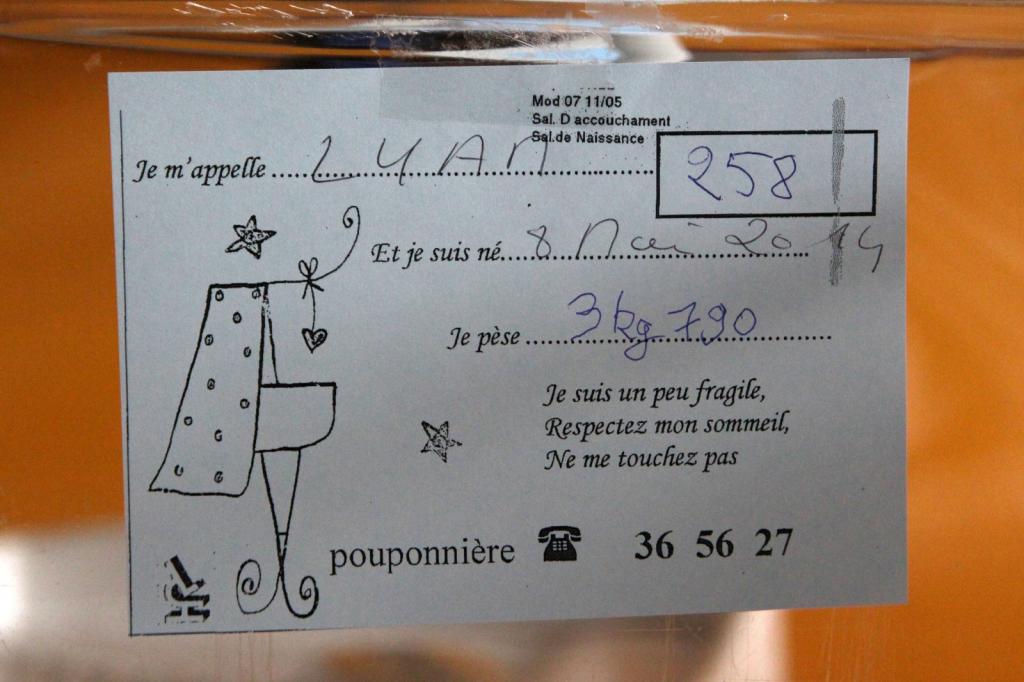 Mod 07 11/05
Sal. D accouchament
Sal.de Naissance
Je m'appelle LYAN
258
Et je suis né 8 Mai 2014
Je pèse 3kg790
Je suis un peu fragile,
Respectez mon sommeil,
Ne me touchez pas
pouponnière 36 56 27